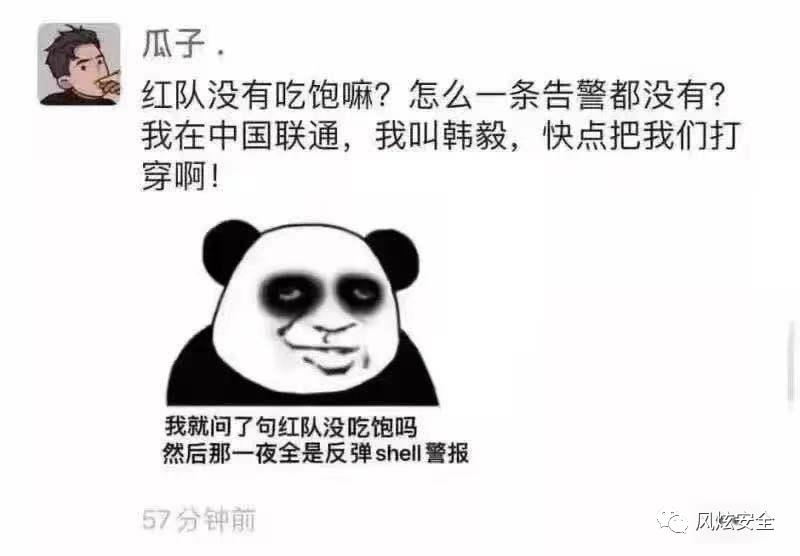 瓜子 .
红队没有吃饱嘛？怎么一条告警都没有？
我在中国联通，我叫韩毅，快点把我们打
穿啊！
我就问了句红队没吃饱吗
然后那一夜全是反弹shell警报
57分钟前
风炫安全